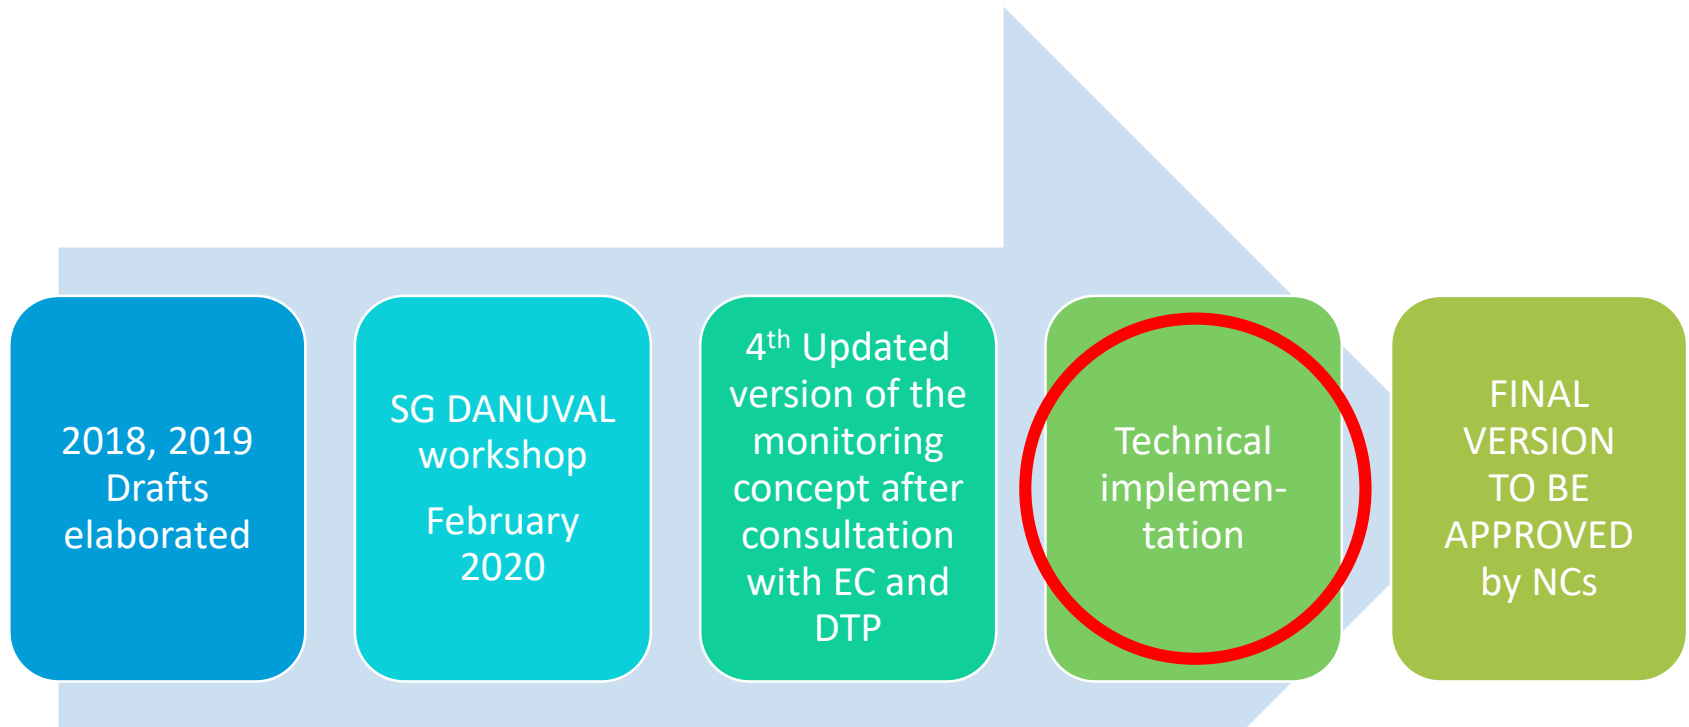 2018, 2019
Drafts
elaborated
SG DANUVAL
workshop
February
2020
4th Updated
version of the
monitoring
concept after
consultation
with EC and
DTP
Technical
implemen-
tation
FINAL
VERSION
TO BE
APPROVED
by NCs